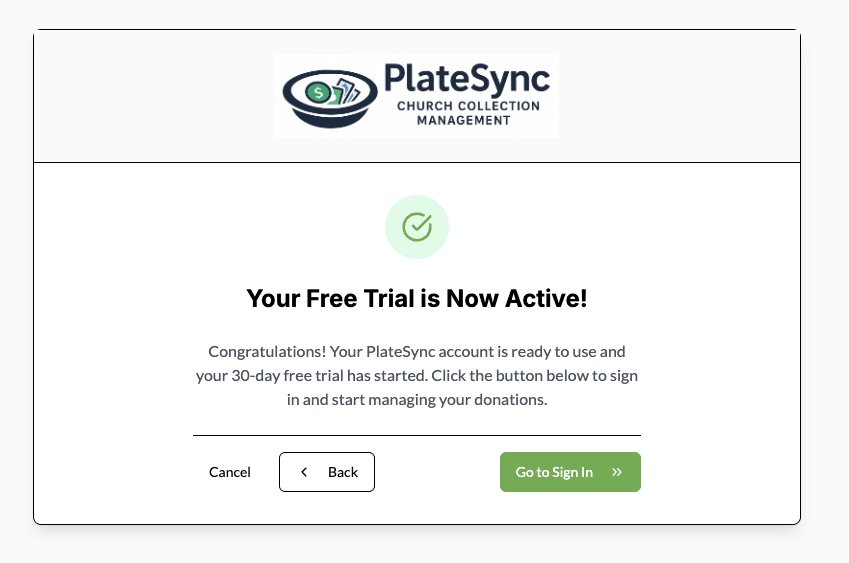 $
PlateSync
CHURCH COLLECTION
MANAGEMENT
Your Free Trial is Now Active!
Congratulations! Your PlateSync account is ready to use and
your 30-day free trial has started. Click the button below to sign
in and start managing your donations.
Cancel
Back
Go to Sign In